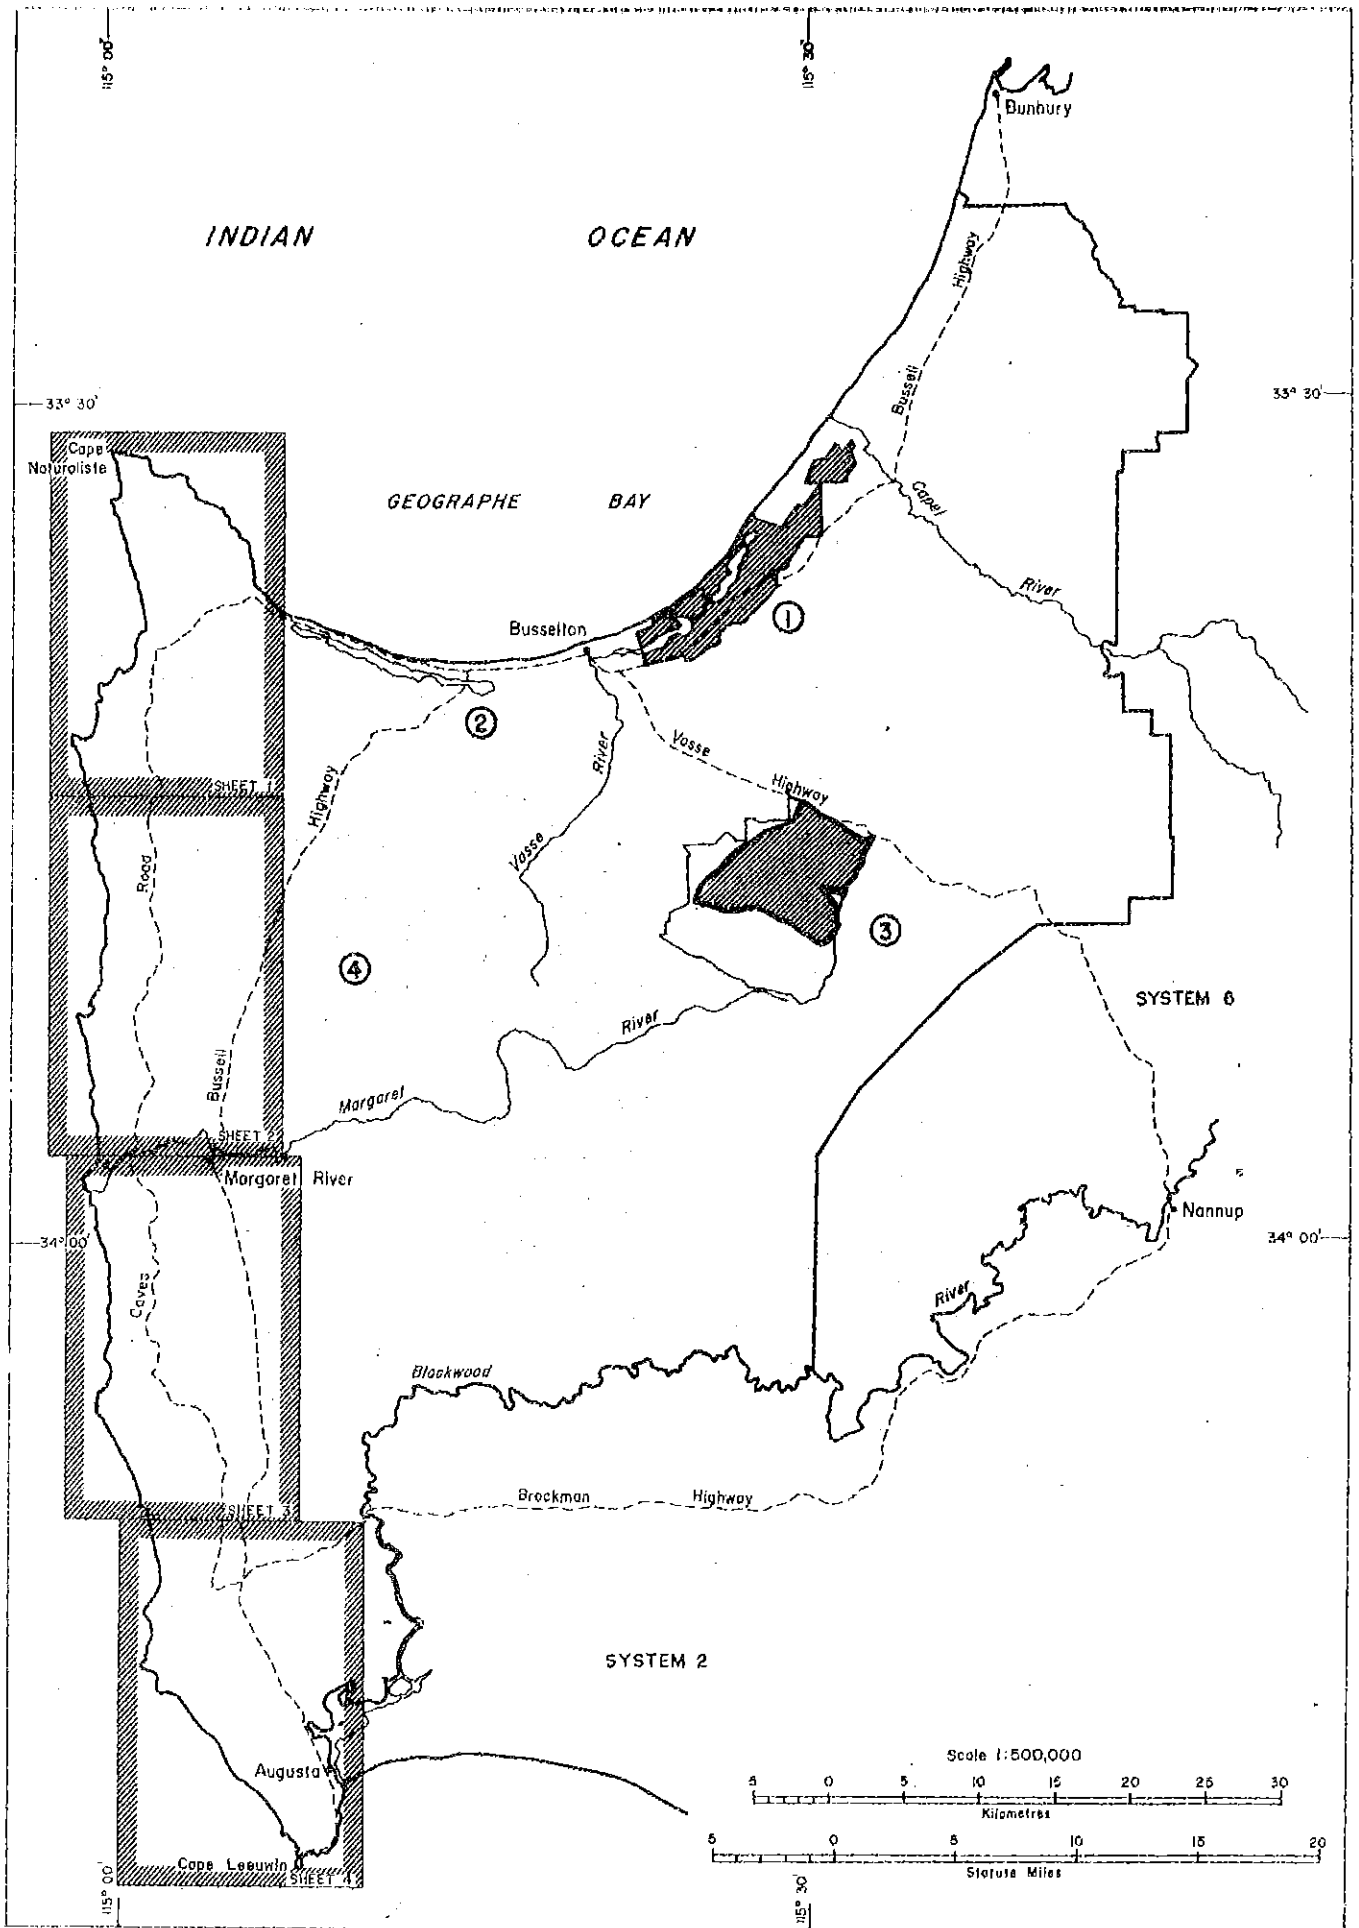 115° 00'
115° 30'
Bunbury
INDIAN OCEAN
Highway
Bussell
33° 30'
33° 30'
Cape
Naturaliste
GEOGRAPHE BAY
Capel
River
Busselton
1
2
Vosse
River
Highway
Highway
SHEET 1
Vasse
Road
3
4
SYSTEM 6
River
Bussell
Margaret
SHEET 2
Margaret River
Nannup
34° 00'
34° 00'
Caves
River
Blackwood
Brockman Highway
SHEET 3
SYSTEM 2
Scale 1:500,000
5 0 5 10 15 20 25 30
Kilometres
Augusta
5 0 5 10 15 20
Statute Miles
Cape Leeuwin
SHEET 4
115° 00'
115° 30'